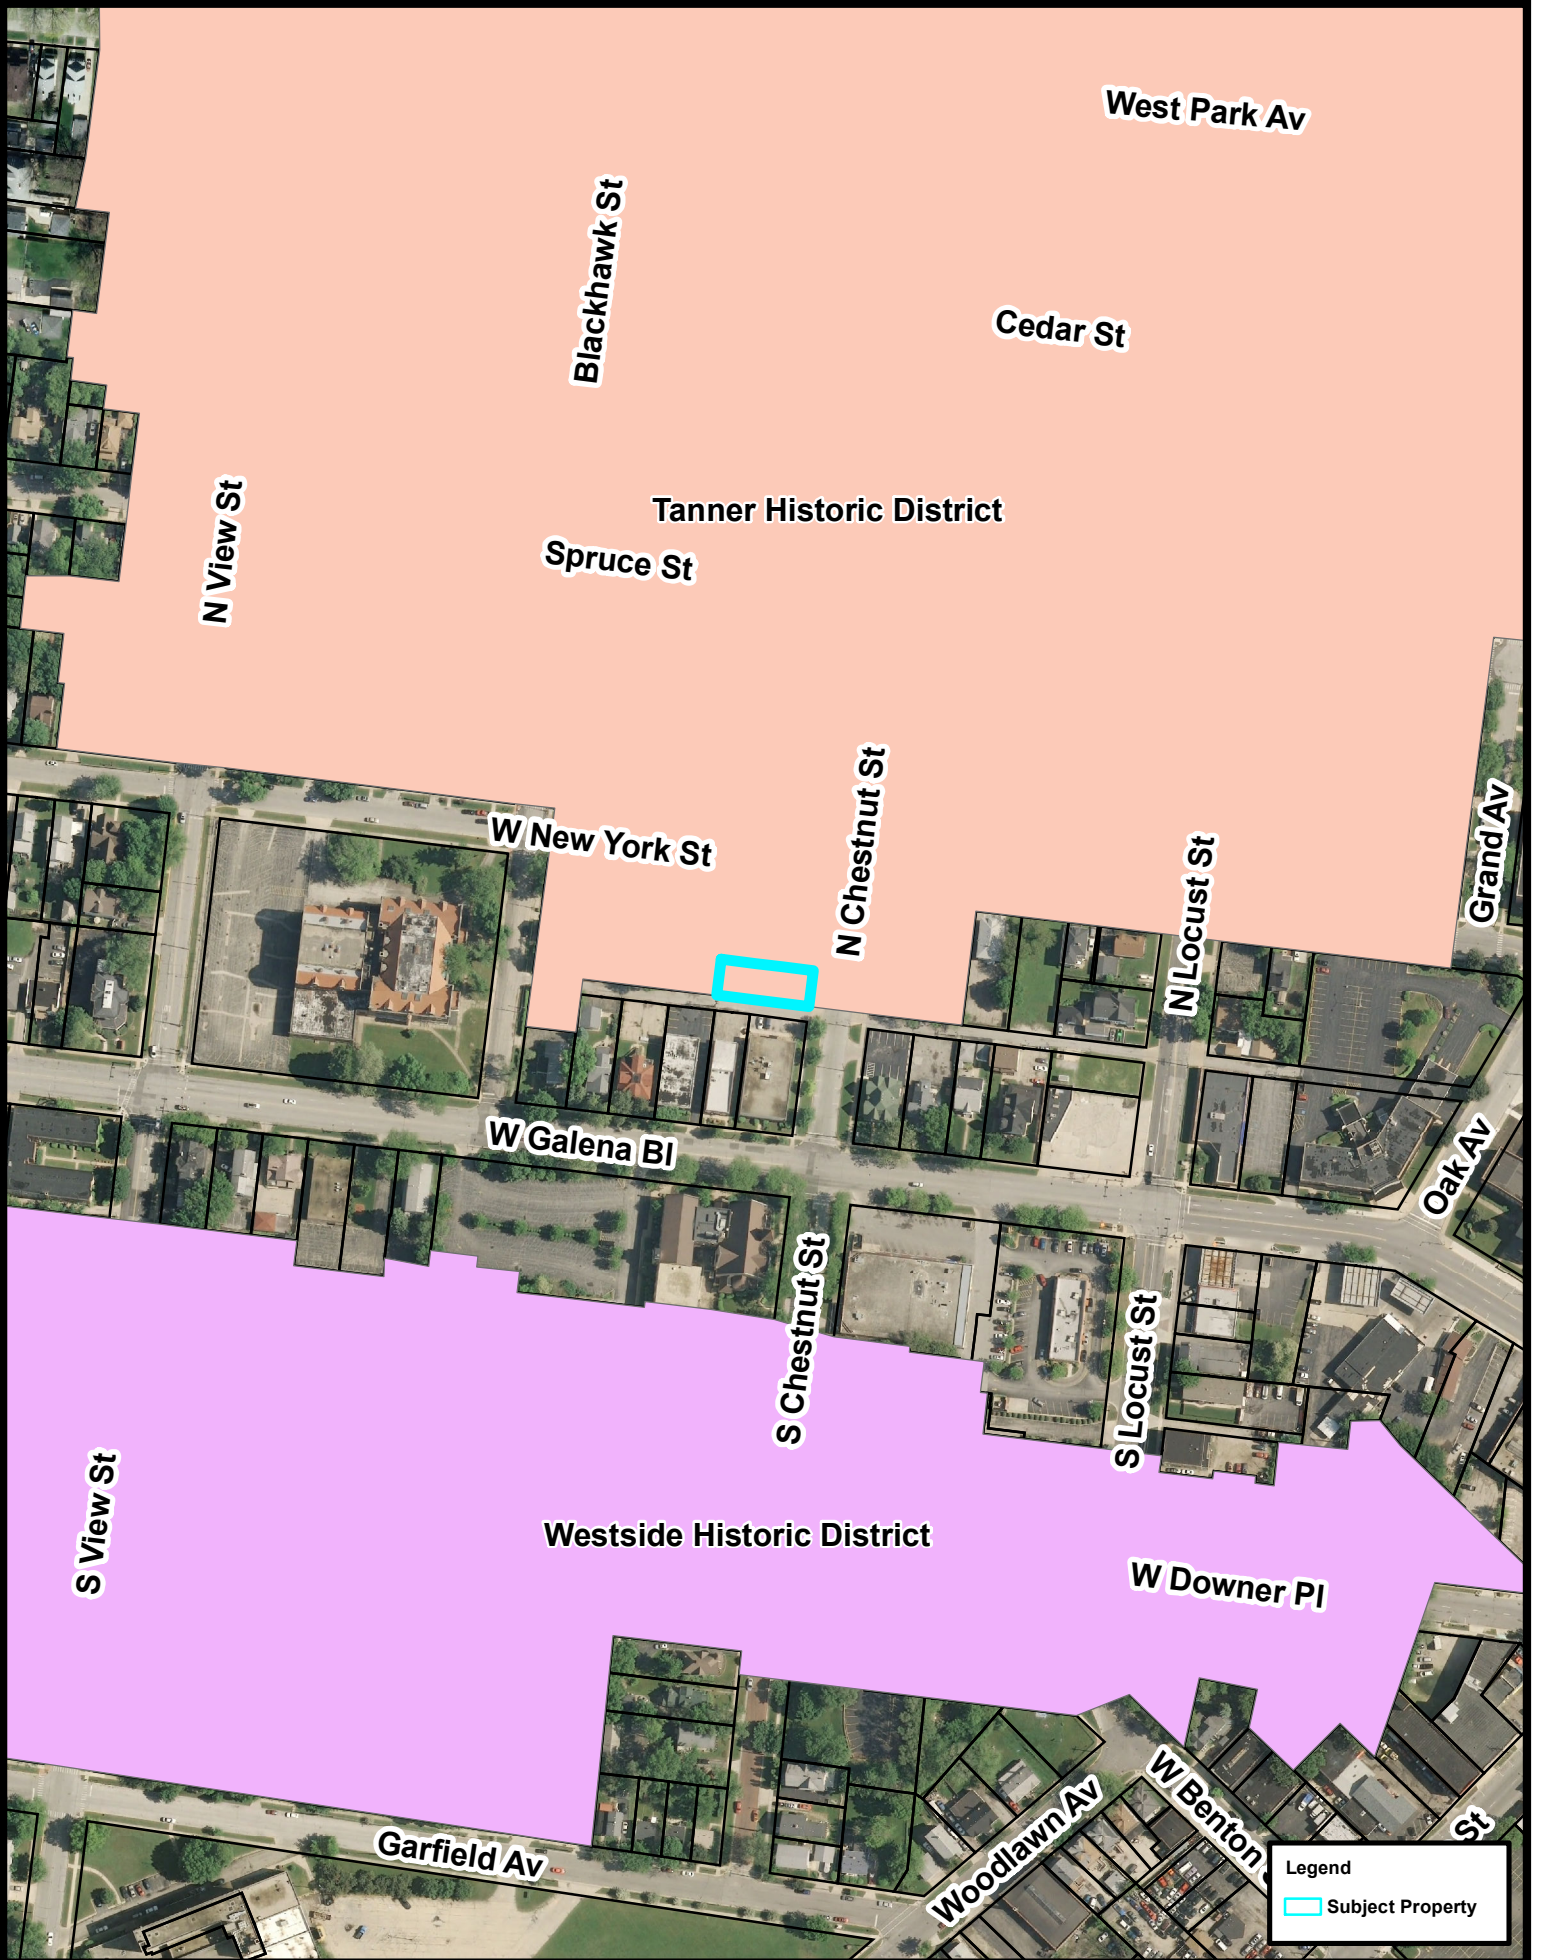 West Park Av
Blackhawk St
Cedar St
N View St
Tanner Historic District
Spruce St
N Chestnut St
Grand Av
W New York St
N Locust St
W Galena Bl
Oak Av
S Chestnut St
S Locust St
S View St
Westside Historic District
W Downer Pl
Garfield Av
Woodlawn Av
W Benton
St
Legend
Subject Property